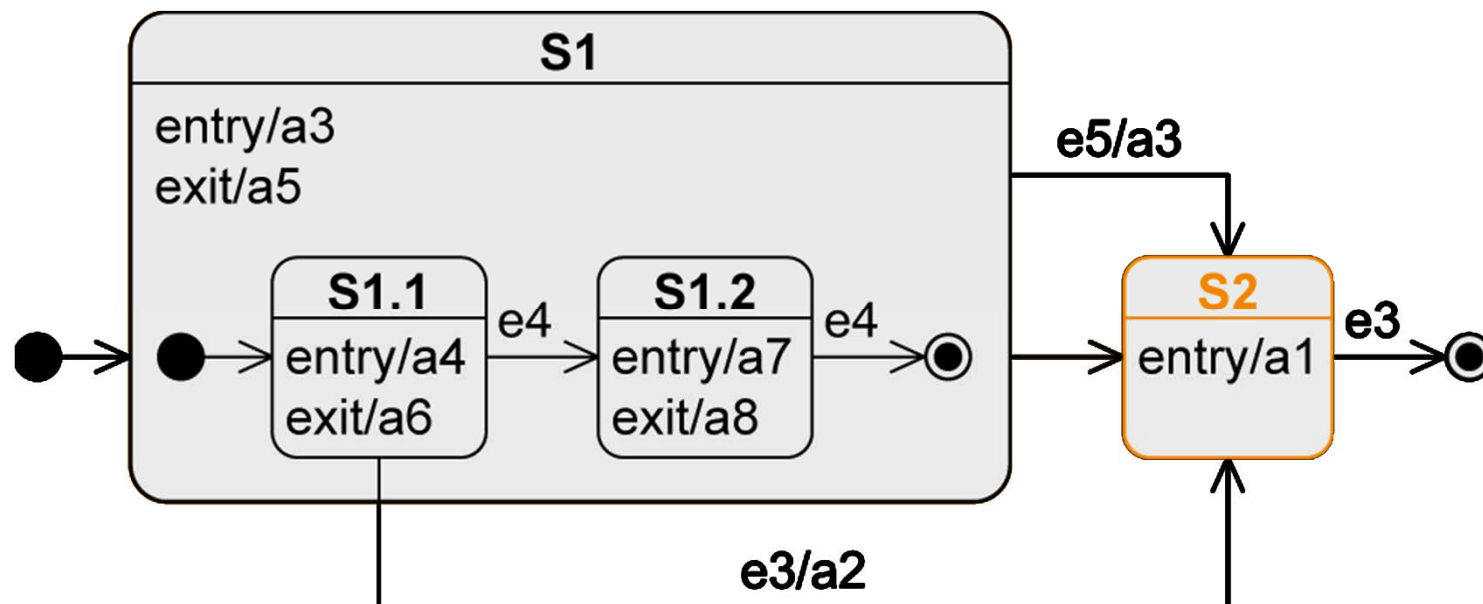 S1
entry/a3
exit/a5
e5/a3
S1.1
entry/a4
exit/a6
e4
S1.2
entry/a7
exit/a8
e4
S2
entry/a1
e3
e3/a2